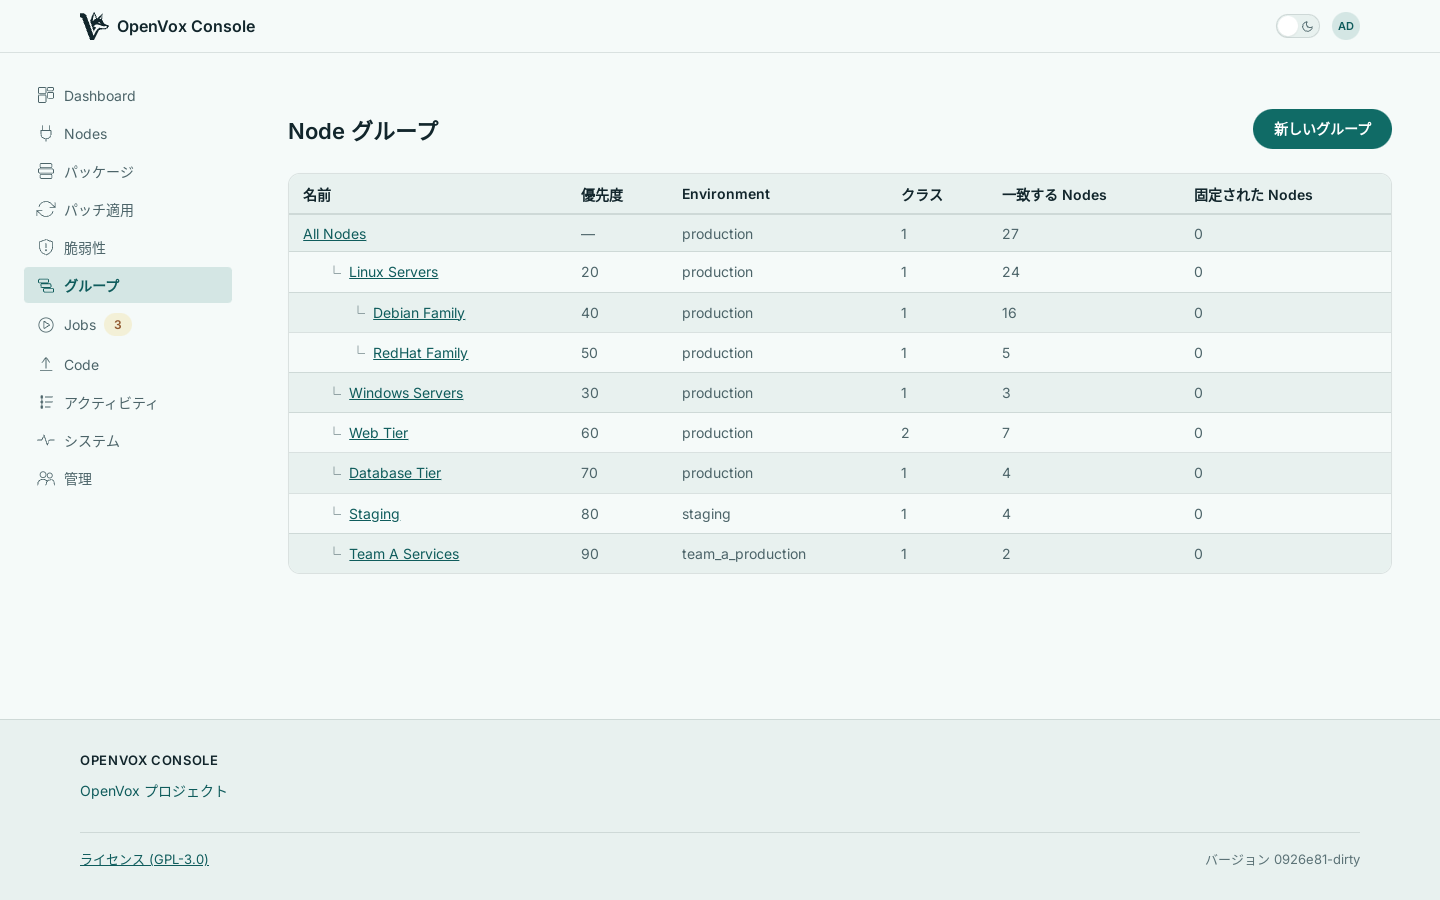 OpenVox Console
AD
Dashboard
Nodes
パッケージ
パッチ適用
脆弱性
グループ
Jobs 3
Code
アクティビティ
システム
管理
Node グループ
新しいグループ
名前 優先度 Environment クラス 一致する Nodes 固定された Nodes
All Nodes — production 1 27 0
Linux Servers 20 production 1 24 0
Debian Family 40 production 1 16 0
RedHat Family 50 production 1 5 0
Windows Servers 30 production 1 3 0
Web Tier 60 production 2 7 0
Database Tier 70 production 1 4 0
Staging 80 staging 1 4 0
Team A Services 90 team_a_production 1 2 0
OPENVOX CONSOLE
OpenVox プロジェクト
ライセンス (GPL-3.0)
バージョン 0926e81-dirty